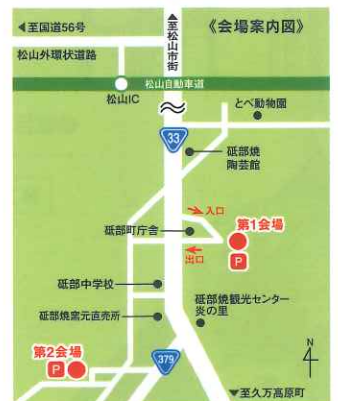 ◀至国道56号
▲至松山市街
《会場案内図》
松山外環状道路
松山自動車道
松山IC
とべ動物園
33
砥部焼
陶芸館
入口
第1会場
砥部町庁舎
出口
P
砥部中学校
砥部焼観光センター
炎の里
砥部焼窯元直売所
第2会場
P
379
N
4
▼至久万高原町